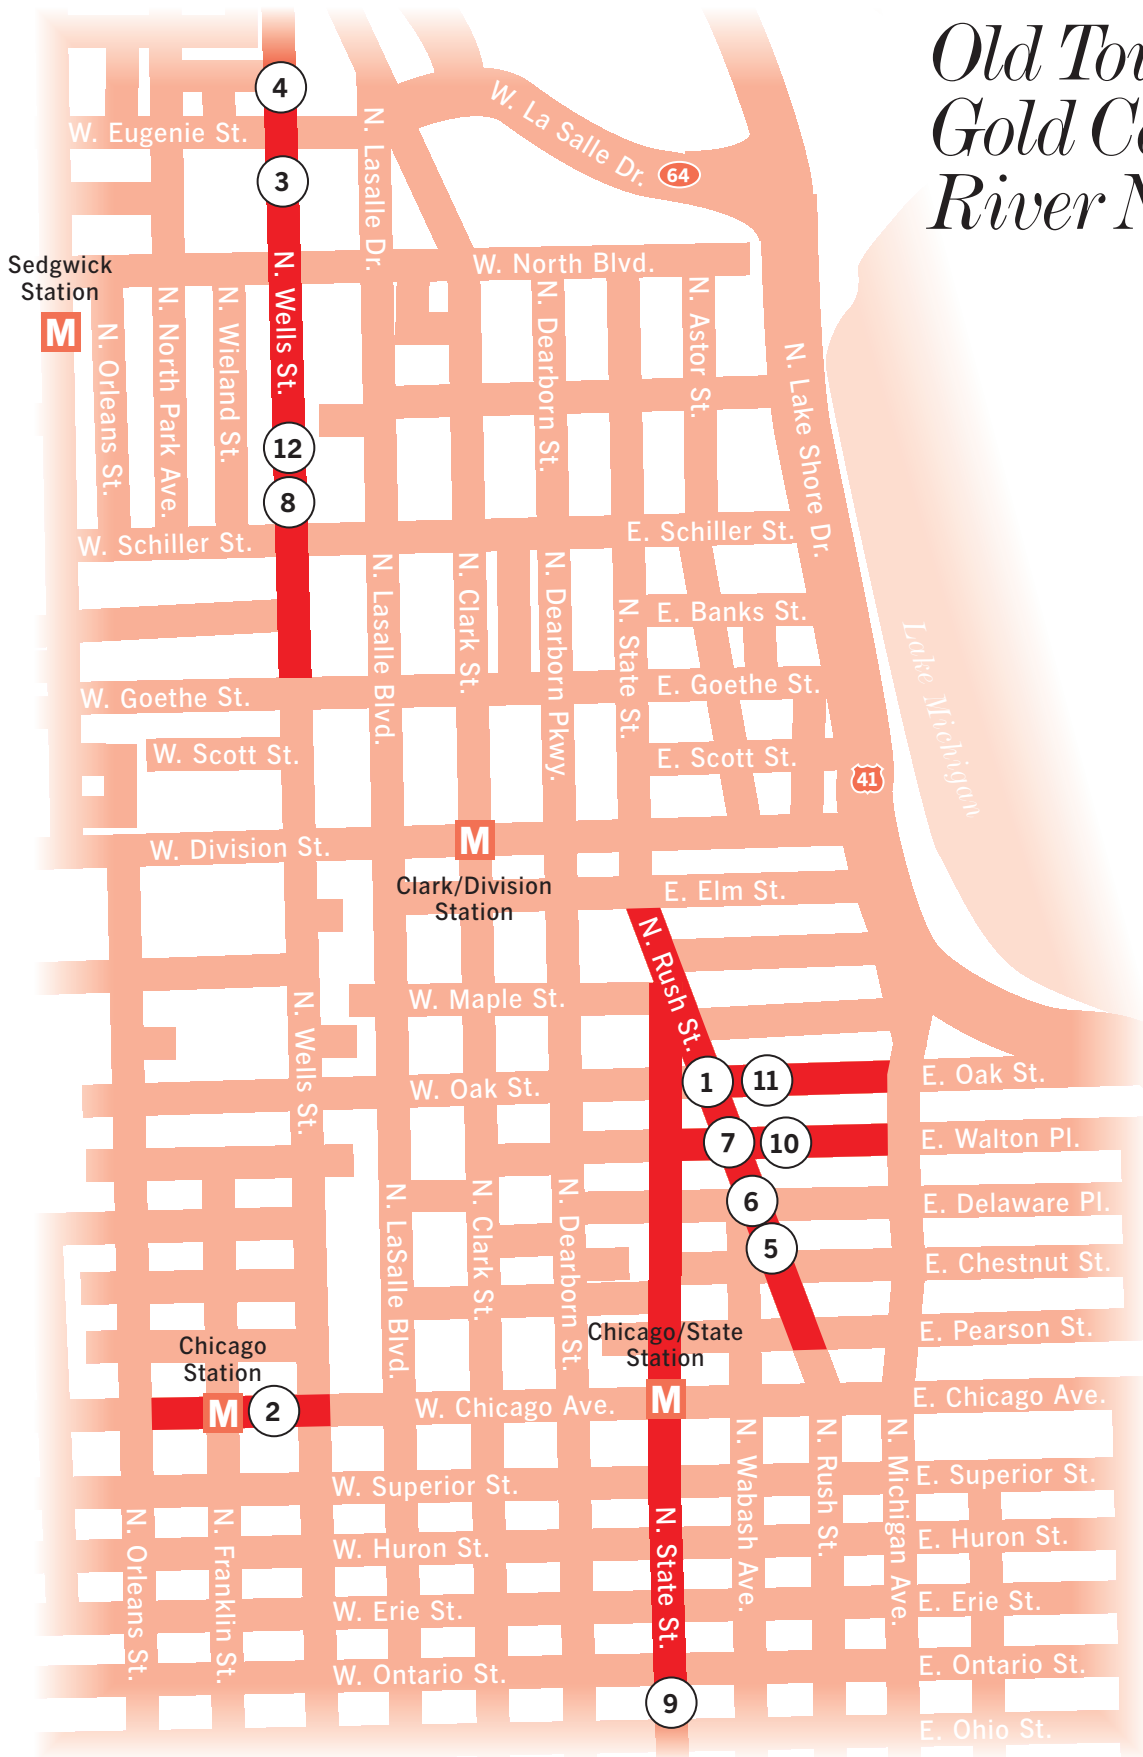 Old Tow
Gold Co
River N
4
W. Eugenie St.
N. Lasalle Dr.
W. La Salle Dr.
64
3
Sedgwick
Station
M
N. Wells St.
W. North Blvd.
N. Orleans St.
N. North Park Ave.
N. Wieland St.
N. Dearborn St.
N. Astor St.
N. Lake Shore Dr.
12
8
W. Schiller St.
E. Schiller St.
N. Lasalle Blvd.
N. Clark St.
N. Dearborn Pkwy.
N. State St.
E. Banks St.
Lake Michigan
W. Goethe St.
E. Goethe St.
W. Scott St.
E. Scott St.
41
W. Division St.
M
Clark/Division
Station
E. Elm St.
N. Rush St.
N. Wells St.
W. Maple St.
W. Oak St.
1
11
E. Oak St.
7
10
E. Walton Pl.
N. LaSalle Blvd.
N. Clark St.
N. Dearborn St.
6
E. Delaware Pl.
5
E. Chestnut St.
Chicago
Station
Chicago/State
Station
E. Pearson St.
M
2
W. Chicago Ave.
M
E. Chicago Ave.
N. Wabash Ave.
N. Rush St.
N. Michigan Ave.
W. Superior St.
E. Superior St.
N. Orleans St.
N. Franklin St.
N. State St.
W. Huron St.
E. Huron St.
W. Erie St.
E. Erie St.
W. Ontario St.
E. Ontario St.
9
E. Ohio St.